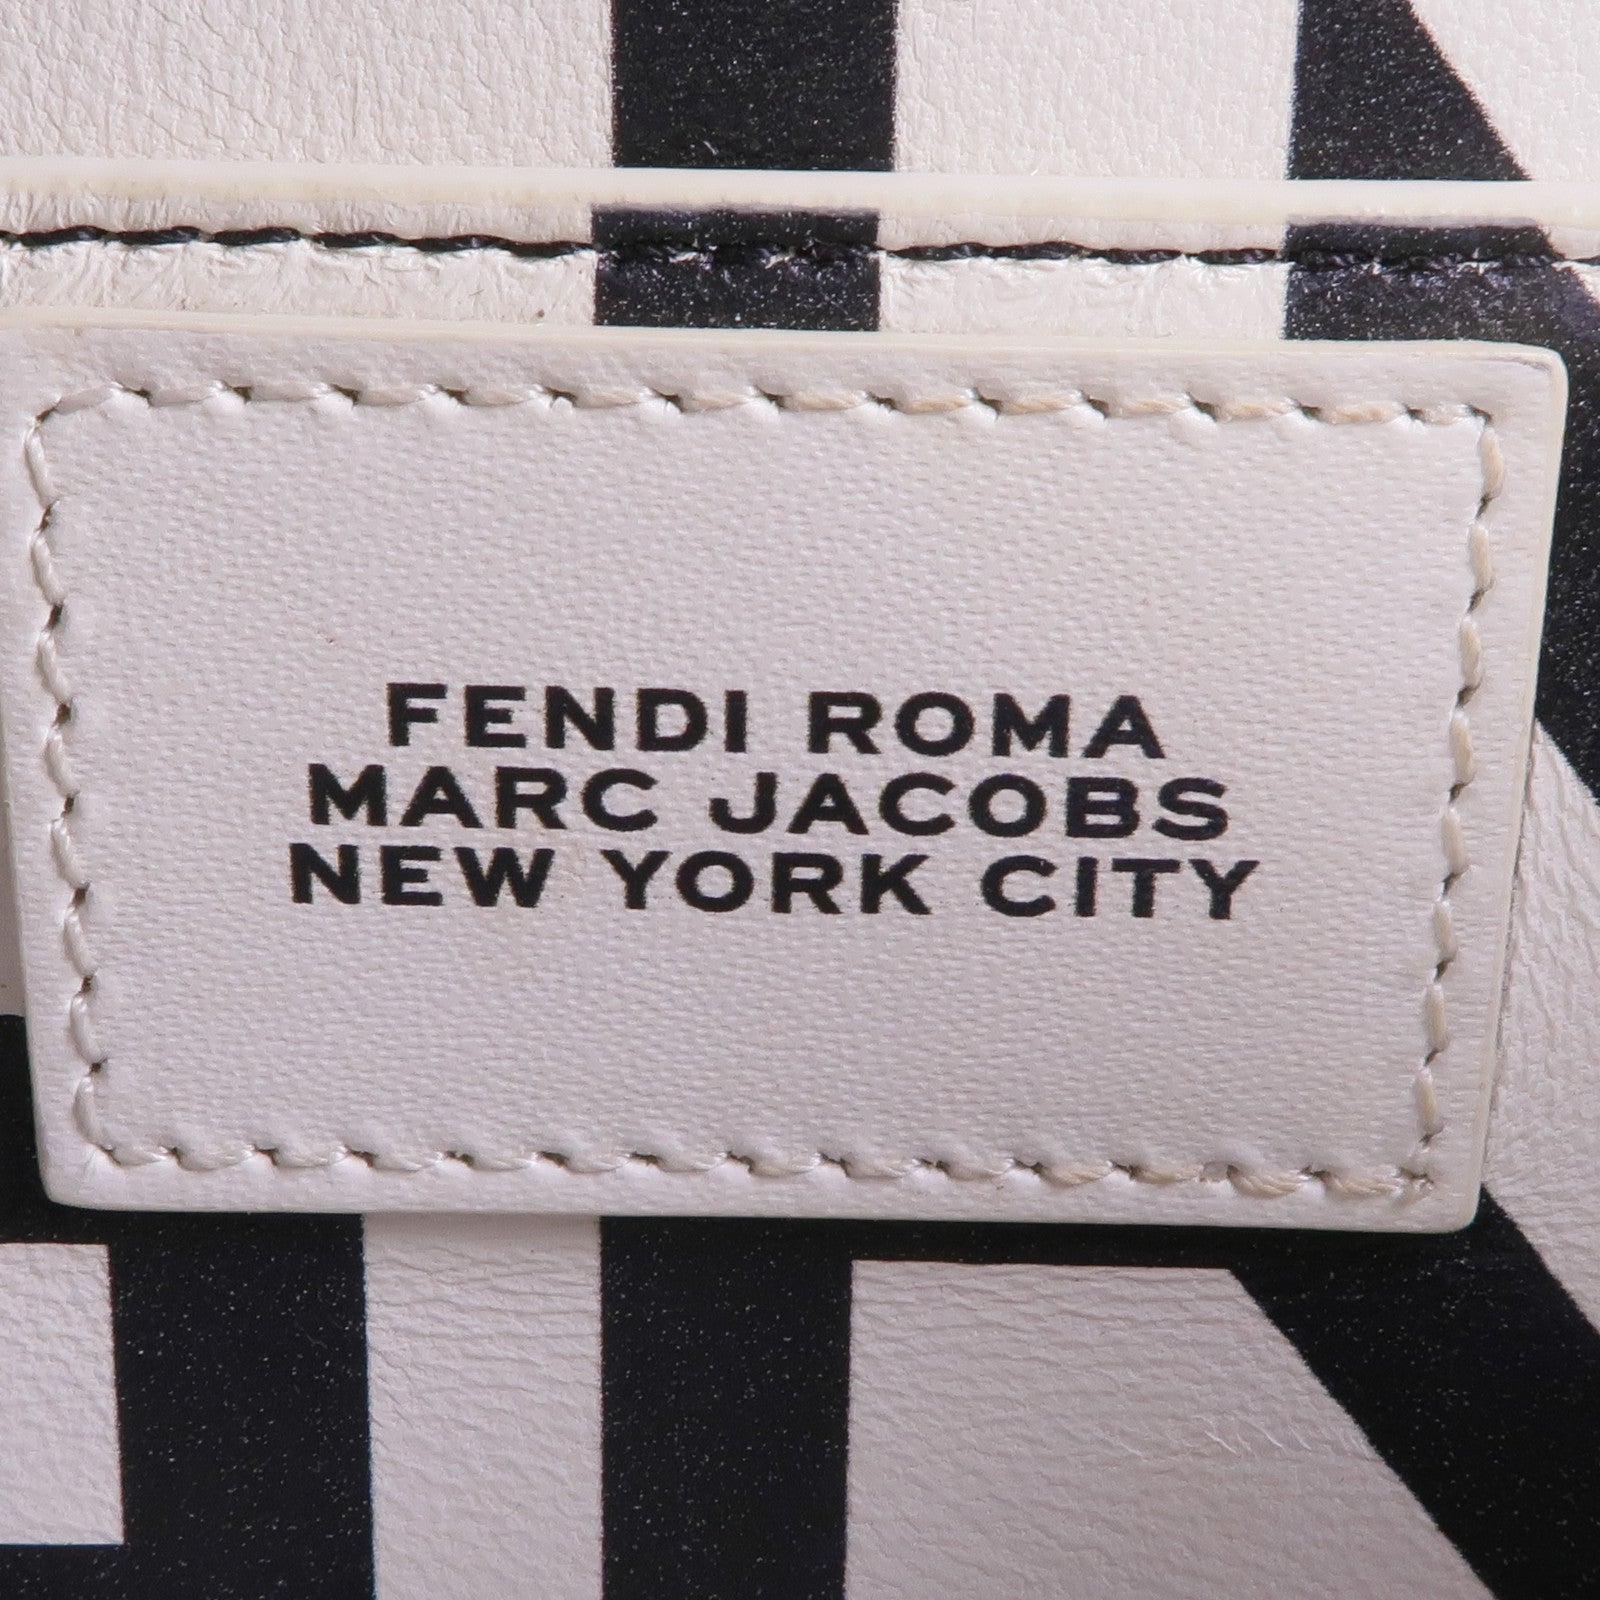 FENDI ROMA
MARC JACOBS
NEW YORK CITY